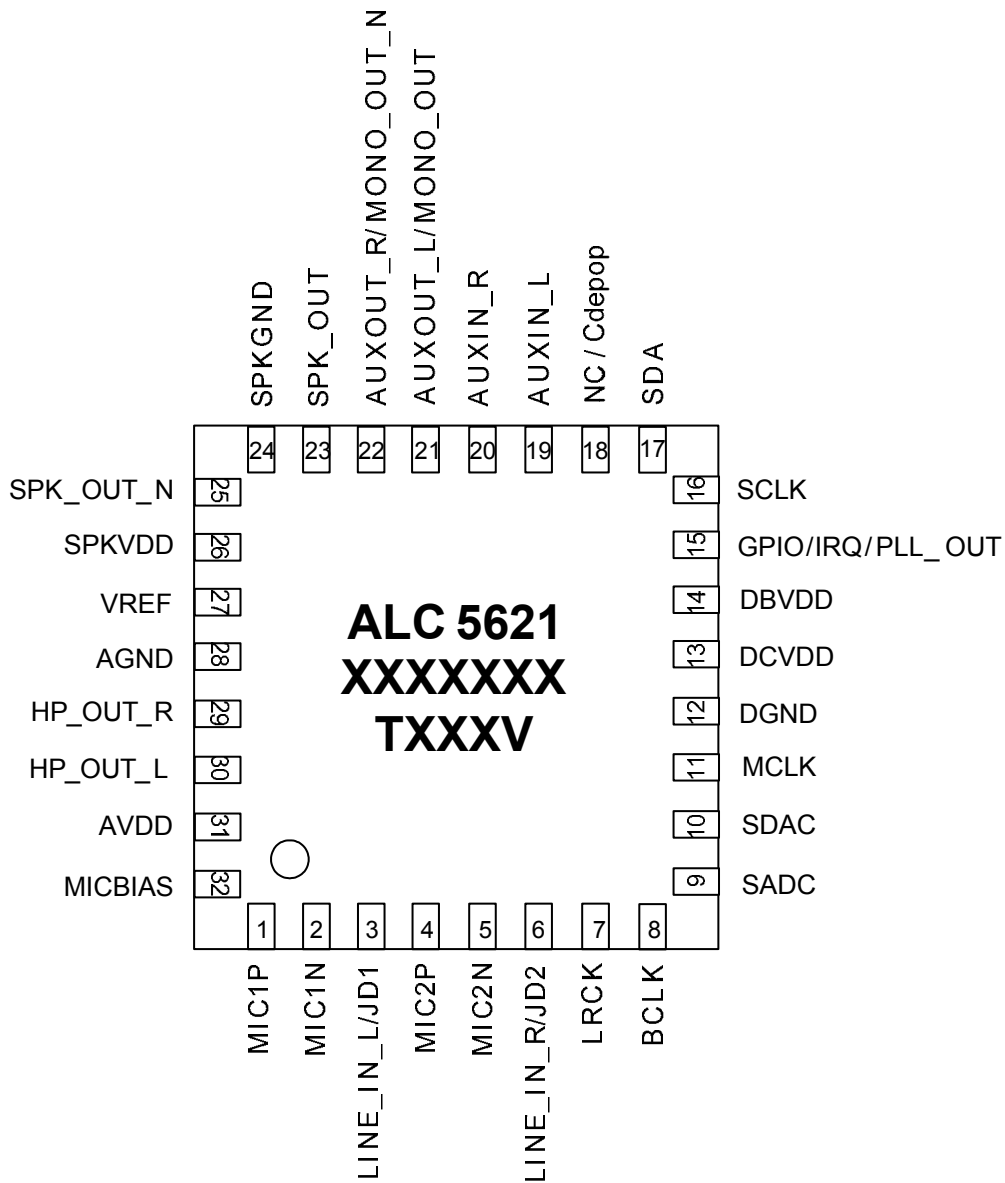 SPKGND
SPK_OUT
AUXOUT_R/MONO_OUT_N
AUXOUT_L/MONO_OUT
AUXIN_R
AUXIN_L
NC / Cdepop
SDA
24
23
22
21
20
19
18
17
SPK_OUT_N
25
SPKVDD
26
VREF
27
AGND
28
HP_OUT_R
29
HP_OUT_L
30
AVDD
31
MICBIAS
32
ALC 5621
XXXXXXX
TXXXV
16
SCLK
15
GPIO/IRQ/PLL_OUT
14
DBVDD
13
DCVDD
12
DGND
11
MCLK
10
SDAC
9
SADC
1
2
3
4
5
6
7
8
MIC1P
MIC1N
LINE_IN_L/JD1
MIC2P
MIC2N
LINE_IN_R/JD2
LRCK
BCLK